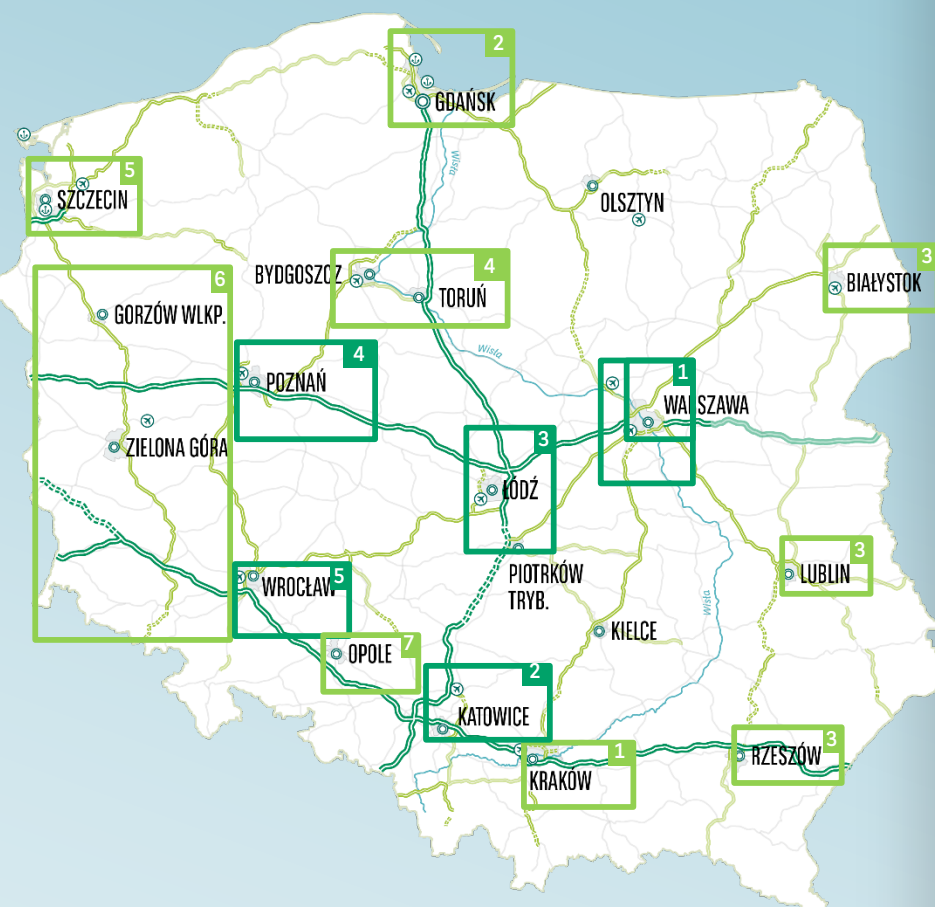 2
GDAŃSK
Wisła
5
SZCZECIN
OLSZTYN
BYDGOSZCZ
4
TORUŃ
3
BIAŁYSTOK
6
GORZÓW WLKP.
Wisła
4
POZNAŃ
1
WARSZAWA
ZIELONA GÓRA
3
ŁÓDŹ
PIOTRKÓW
TRYB.
3
LUBLIN
5
WROCŁAW
Wisła
KIELCE
7
OPOLE
2
KATOWICE
1
KRAKÓW
3
RZESZÓW